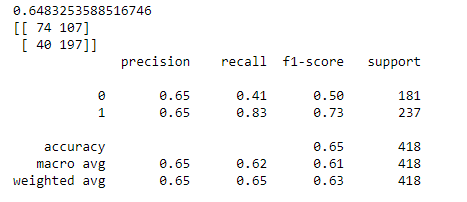 0.6483253588516746
[[ 74 107]
 [ 40 197]]
              precision    recall  f1-score   support

           0       0.65      0.41      0.50       181
           1       0.65      0.83      0.73       237

    accuracy                           0.65       418
   macro avg       0.65      0.62      0.61       418
weighted avg       0.65      0.65      0.63       418